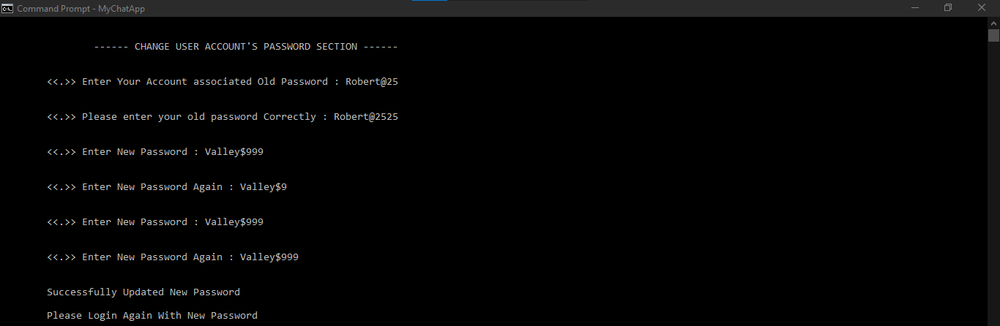 Command Prompt - MyChatApp
------ CHANGE USER ACCOUNT'S PASSWORD SECTION ------
<<.>> Enter Your Account associated Old Password : Robert@25
<<.>> Please enter your old password Correctly : Robert@2525
<<.>> Enter New Password : Valley$999
<<.>> Enter New Password Again : Valley$9
<<.>> Enter New Password : Valley$999
<<.>> Enter New Password Again : Valley$999
Successfully Updated New Password
Please Login Again With New Password